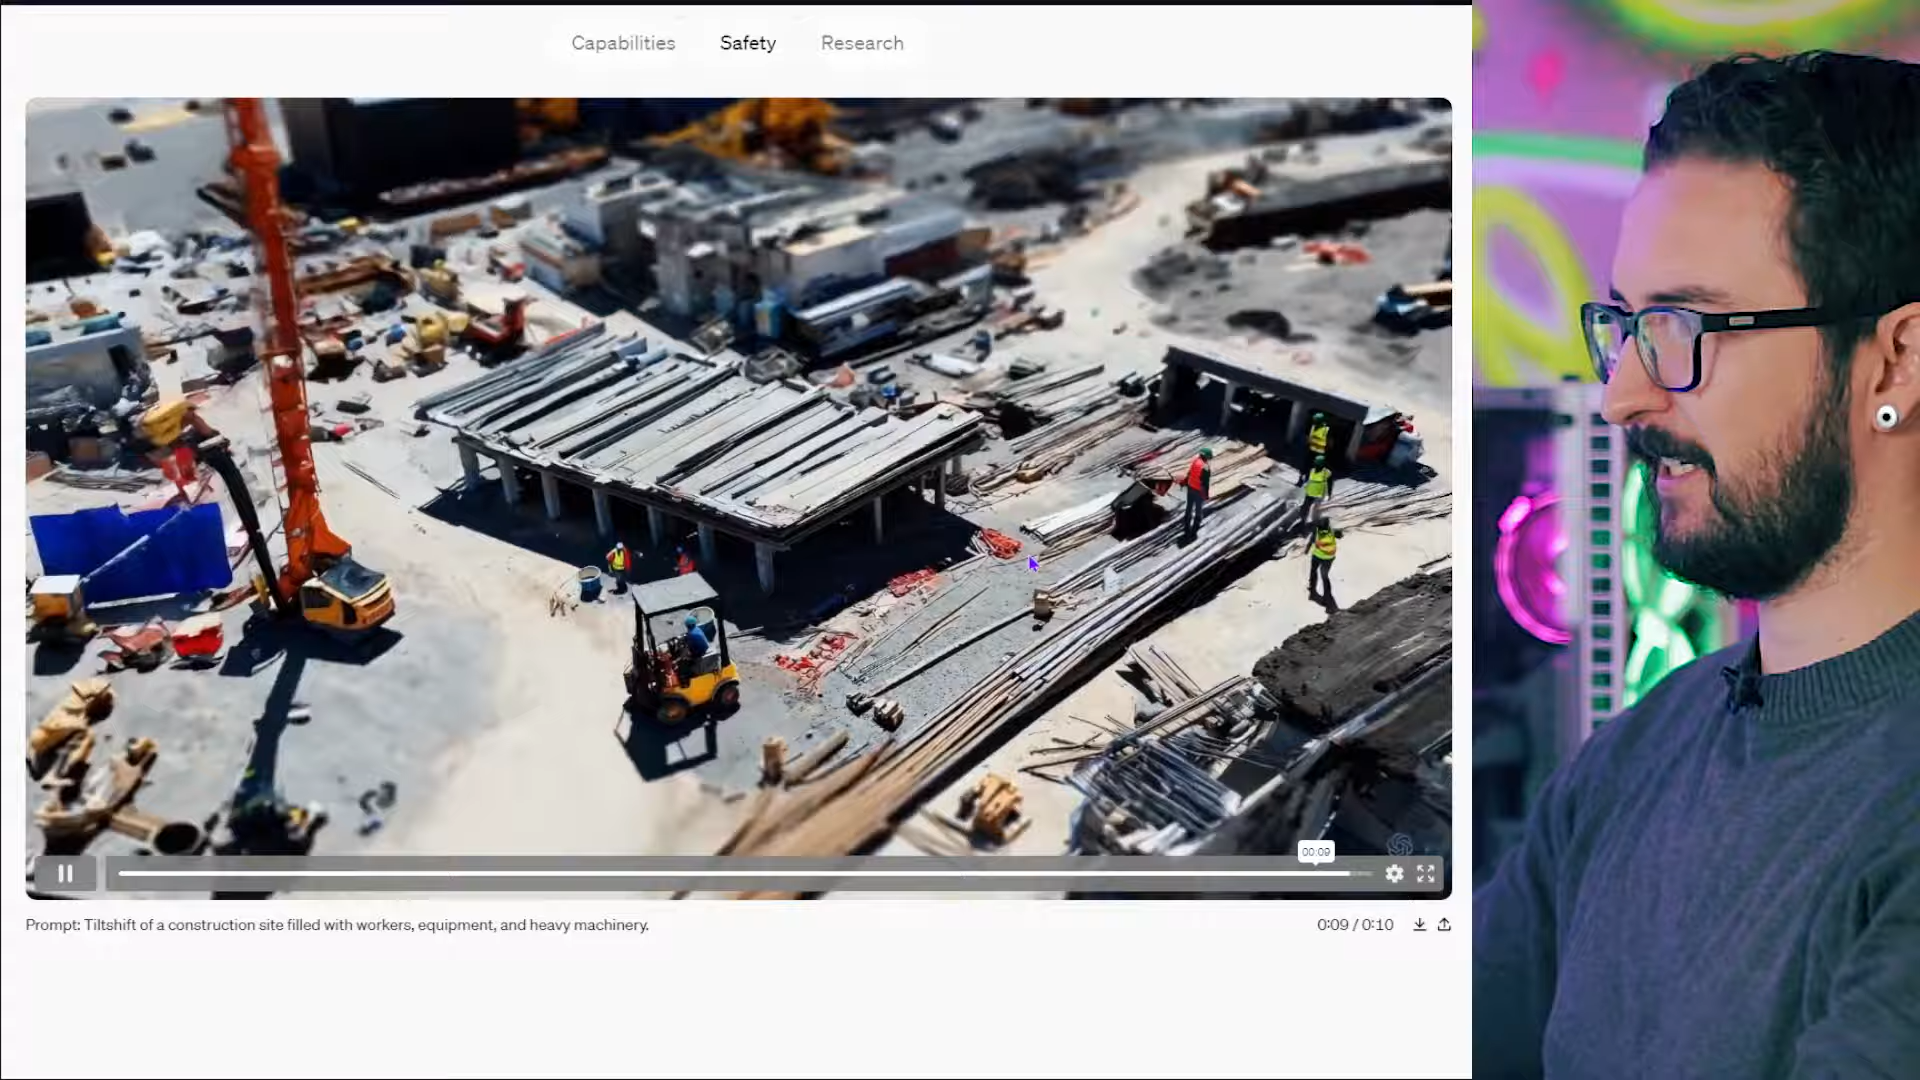 Capabilities Safety Research
00:09
Prompt: Tiltshift of a construction site filled with workers, equipment, and heavy machinery.
0:09 / 0:10